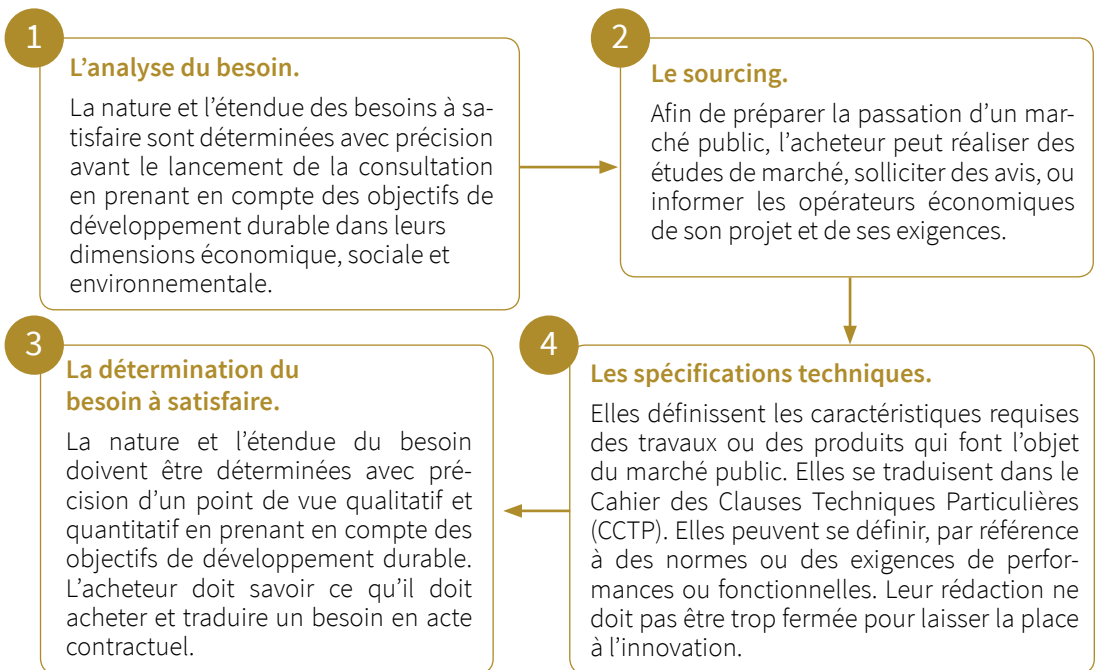 1
L’analyse du besoin.
La nature et l’étendue des besoins à sa-
tisfaire sont déterminées avec précision
avant le lancement de la consultation
en prenant en compte des objectifs de
développement durable dans leurs
dimensions économique, sociale et
environnementale.
2
Le sourcing.
Afin de préparer la passation d’un mar-
ché public, l’acheteur peut réaliser des
études de marché, solliciter des avis, ou
informer les opérateurs économiques
de son projet et de ses exigences.
3
La détermination du
besoin à satisfaire.
La nature et l’étendue du besoin
doivent être déterminées avec pré-
cision d’un point de vue qualitatif et
quantitatif en prenant en compte des
objectifs de développement durable.
L’acheteur doit savoir ce qu’il doit
acheter et traduire un besoin en acte
contractuel.
4
Les spécifications techniques.
Elles définissent les caractéristiques requises
des travaux ou des produits qui font l’objet
du marché public. Elles se traduisent dans le
Cahier des Clauses Techniques Particulières
(CCTP). Elles peuvent se définir, par référence
à des normes ou des exigences de perfor-
mances ou fonctionnelles. Leur rédaction ne
doit pas être trop fermée pour laisser la place
à l’innovation.